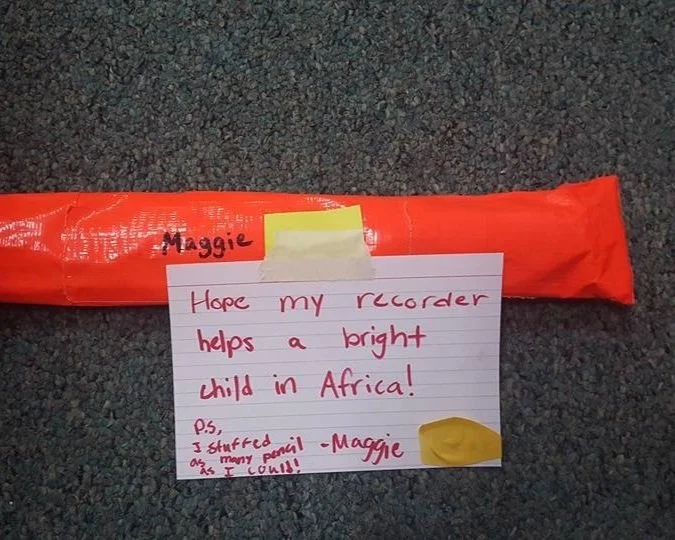 Maggie
Hope my recorder
helps a bright
child in Africa!
P.S,
I stuffed
as many pencil
as I could!
-Maggie